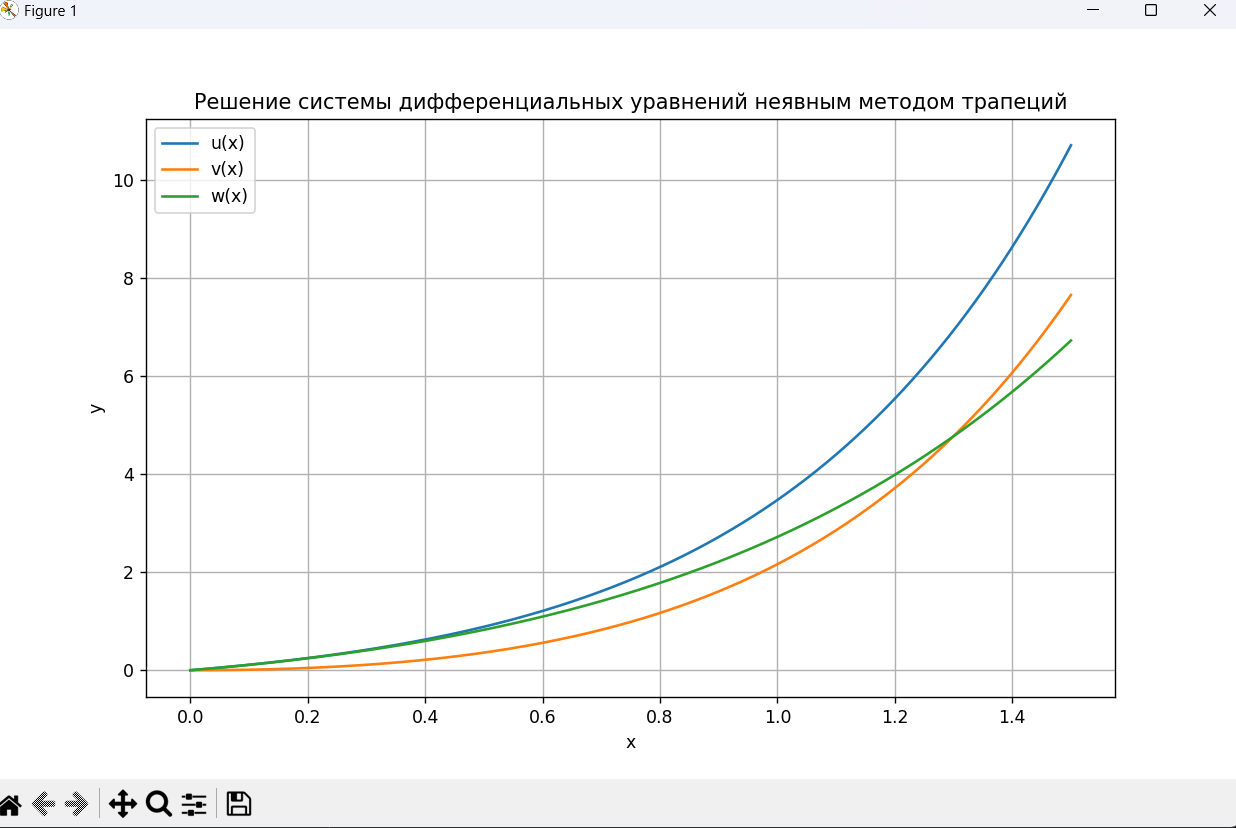 Figure 1
Решение системы дифференциальных уравнений неявным методом трапеций
u(x)
v(x)
w(x)
10
8
6
4
2
0
y
0.0 0.2 0.4 0.6 0.8 1.0 1.2 1.4
x